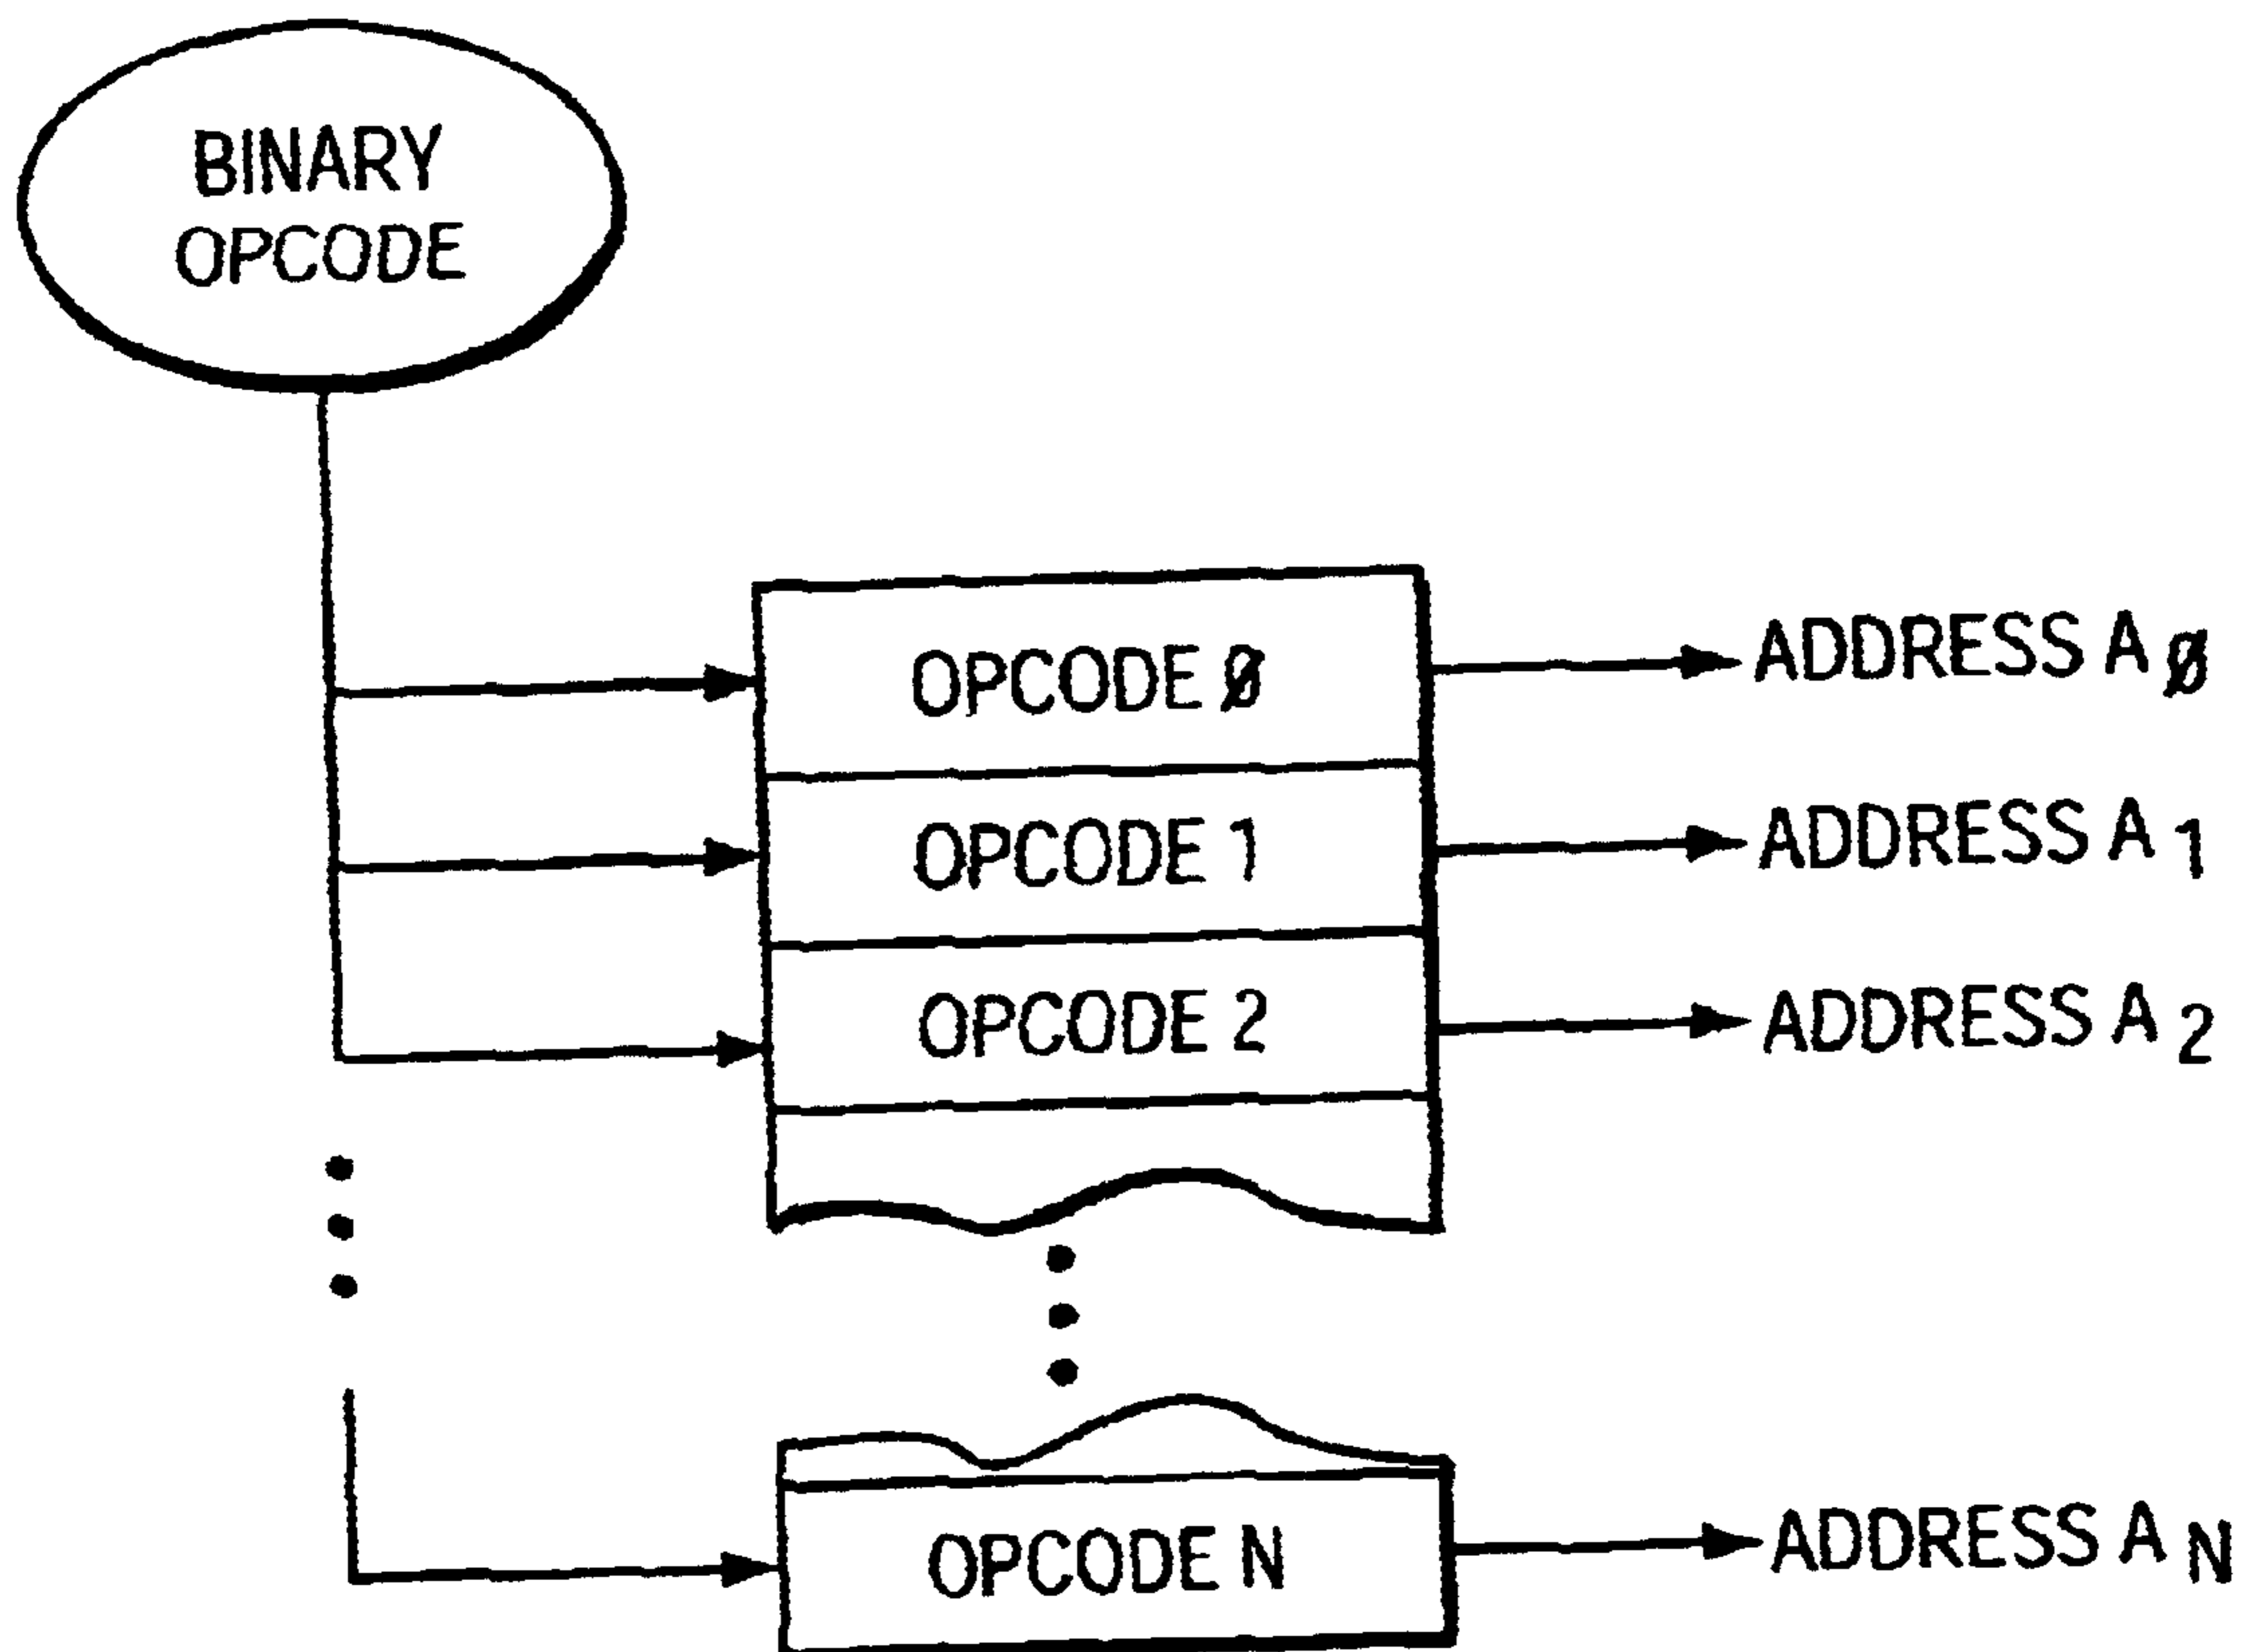 BINARY
OPCODE
OPCODE Ø
ADDRESS A Ø
OPCODE 1
ADDRESS A 1
OPCODE 2
ADDRESS A 2
OPCODE N
ADDRESS A N